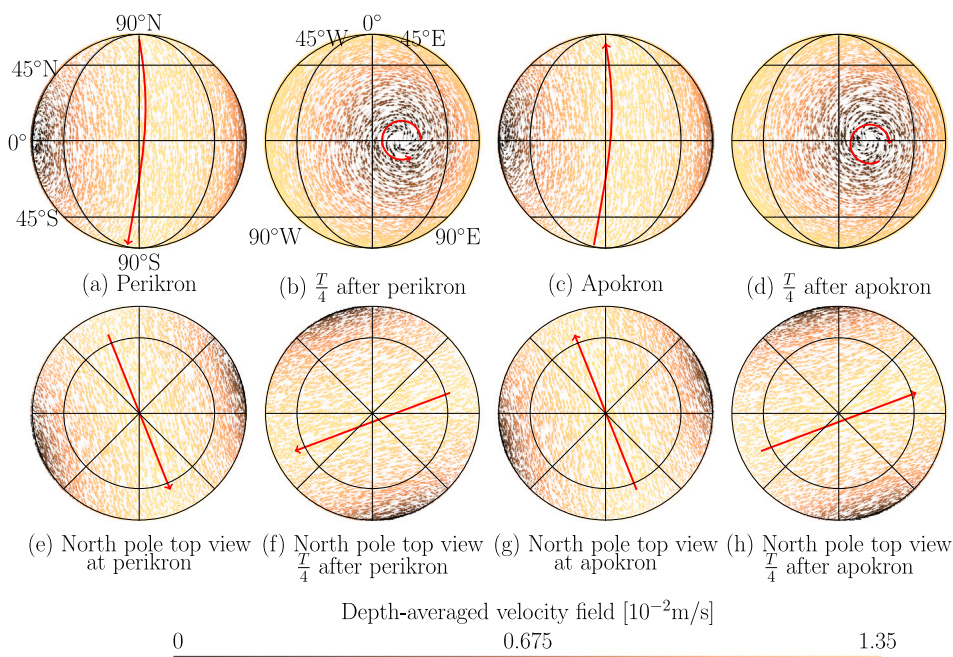 90°N
0°
45°W
45°E
45°N
0°
45°S
90°W
90°E
90°S
(a) Perikron
(b) T/4 after perikron
(c) Apokron
(d) T/4 after apokron
(e) North pole top view
at perikron
(f) North pole top view
T/4 after perikron
(g) North pole top view
at apokron
(h) North pole top view
T/4 after apokron
Depth-averaged velocity field [10⁻²m/s]
0 0.675 1.35